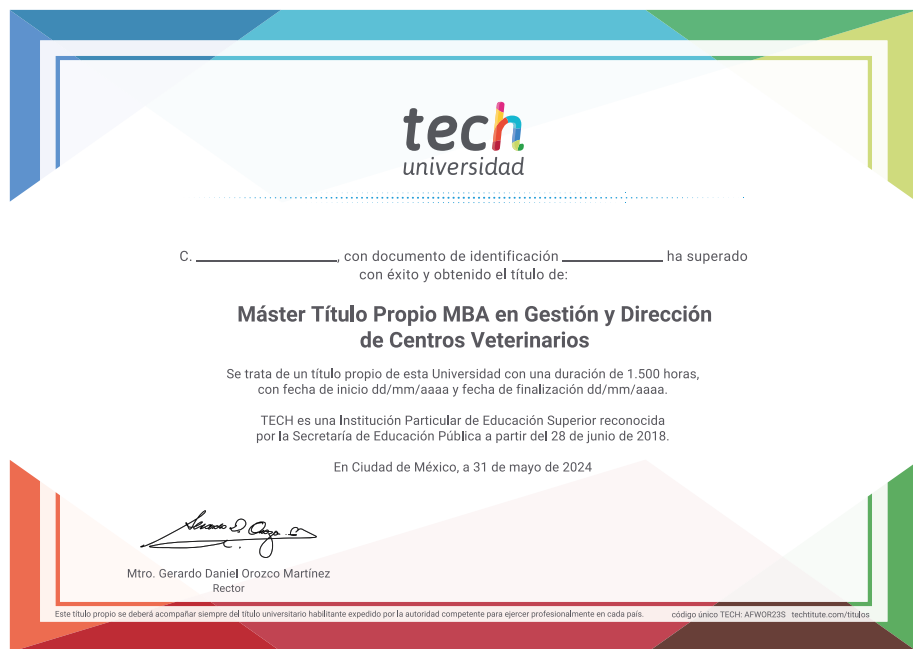 tech
universidad
C. ____________________, con documento de identificación ______________ ha superado
con éxito y obtenido el título de:
Máster Título Propio MBA en Gestión y Dirección
de Centros Veterinarios
Se trata de un título propio de esta Universidad con una duración de 1.500 horas,
con fecha de inicio dd/mm/aaaa y fecha de finalización dd/mm/aaaa.
TECH es una Institución Particular de Educación Superior reconocida
por la Secretaría de Educación Pública a partir del 28 de junio de 2018.
En Ciudad de México, a 31 de mayo de 2024
Mtro. Gerardo Daniel Orozco Martínez
Rector
Este título propio se deberá acompañar siempre del título universitario habilitante expedido por la autoridad competente para ejercer profesionalmente en cada país. código único TECH: AFWOR23S techtitute.com/titulos